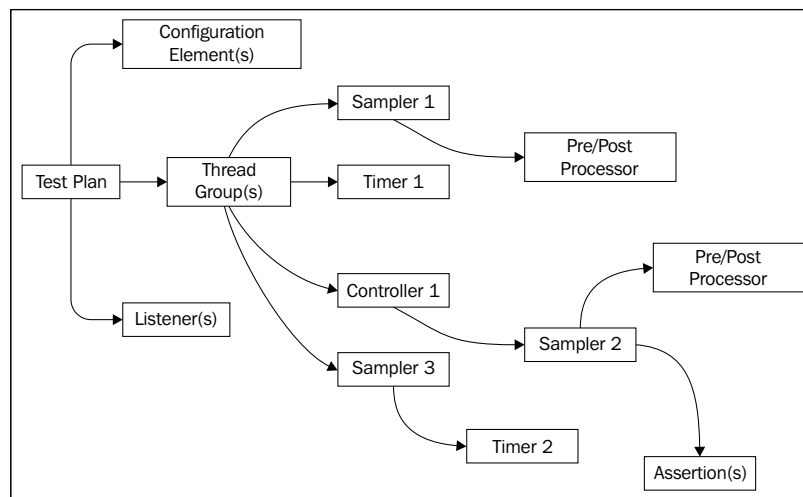 Configuration
Element(s)
Sampler 1
Pre/Post
Processor
Test Plan
Thread
Group(s)
Timer 1
Pre/Post
Processor
Controller 1
Listener(s)
Sampler 2
Sampler 3
Timer 2
Assertion(s)